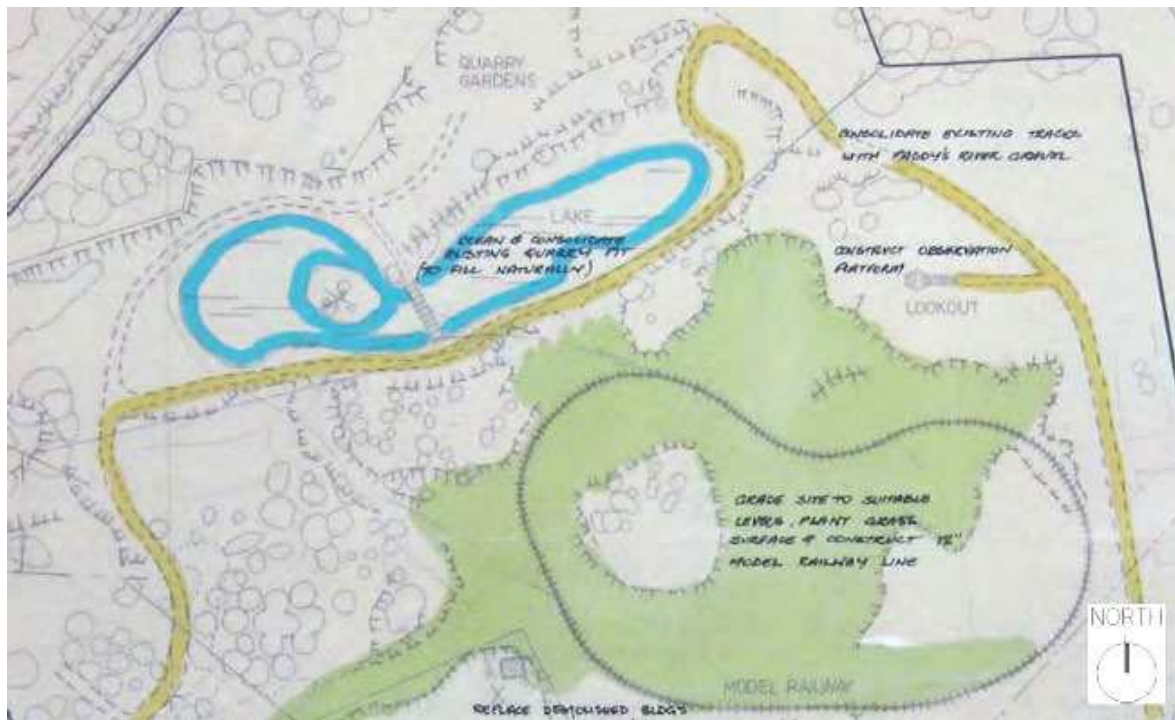 QUARRY
GARDENS
CONSOLIDATE EXISTING TRACKS
WITH PADDY'S RIVER GRAVEL
LAKE
CLEAN & CONSOLIDATE
EXISTING QUARRY PIT
(TO FILL NATURALLY)
CONSTRUCT OBSERVATION
PLATFORM
LOOKOUT
GRADE SITE TO SUITABLE
LEVELS. PLANT GRASS
SURFACE & CONSTRUCT
MODEL RAILWAY LINE
NORTH
MODEL RAILWAY
REPLACE DEMOLISHED BLDGS